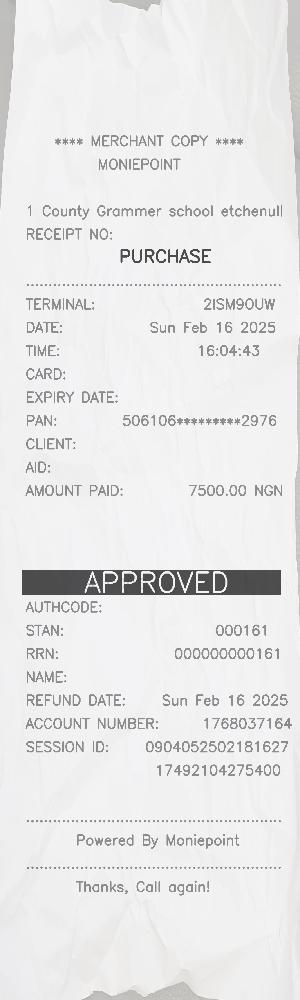 **** MERCHANT COPY ****
MONIEPOINT
1 County Grammer school etchenull
RECEIPT NO:
PURCHASE
TERMINAL: 2ISM9OUW
DATE: Sun Feb 16 2025
TIME: 16:04:43
CARD:
EXPIRY DATE:
PAN: 506106*********2976
CLIENT:
AID:
AMOUNT PAID: 7500.00 NGN
APPROVED
AUTHCODE:
STAN: 000161
RRN: 000000000161
NAME:
REFUND DATE: Sun Feb 16 2025
ACCOUNT NUMBER: 1768037164
SESSION ID: 0904052502181627
17492104275400
Powered By Moniepoint
Thanks, Call again!